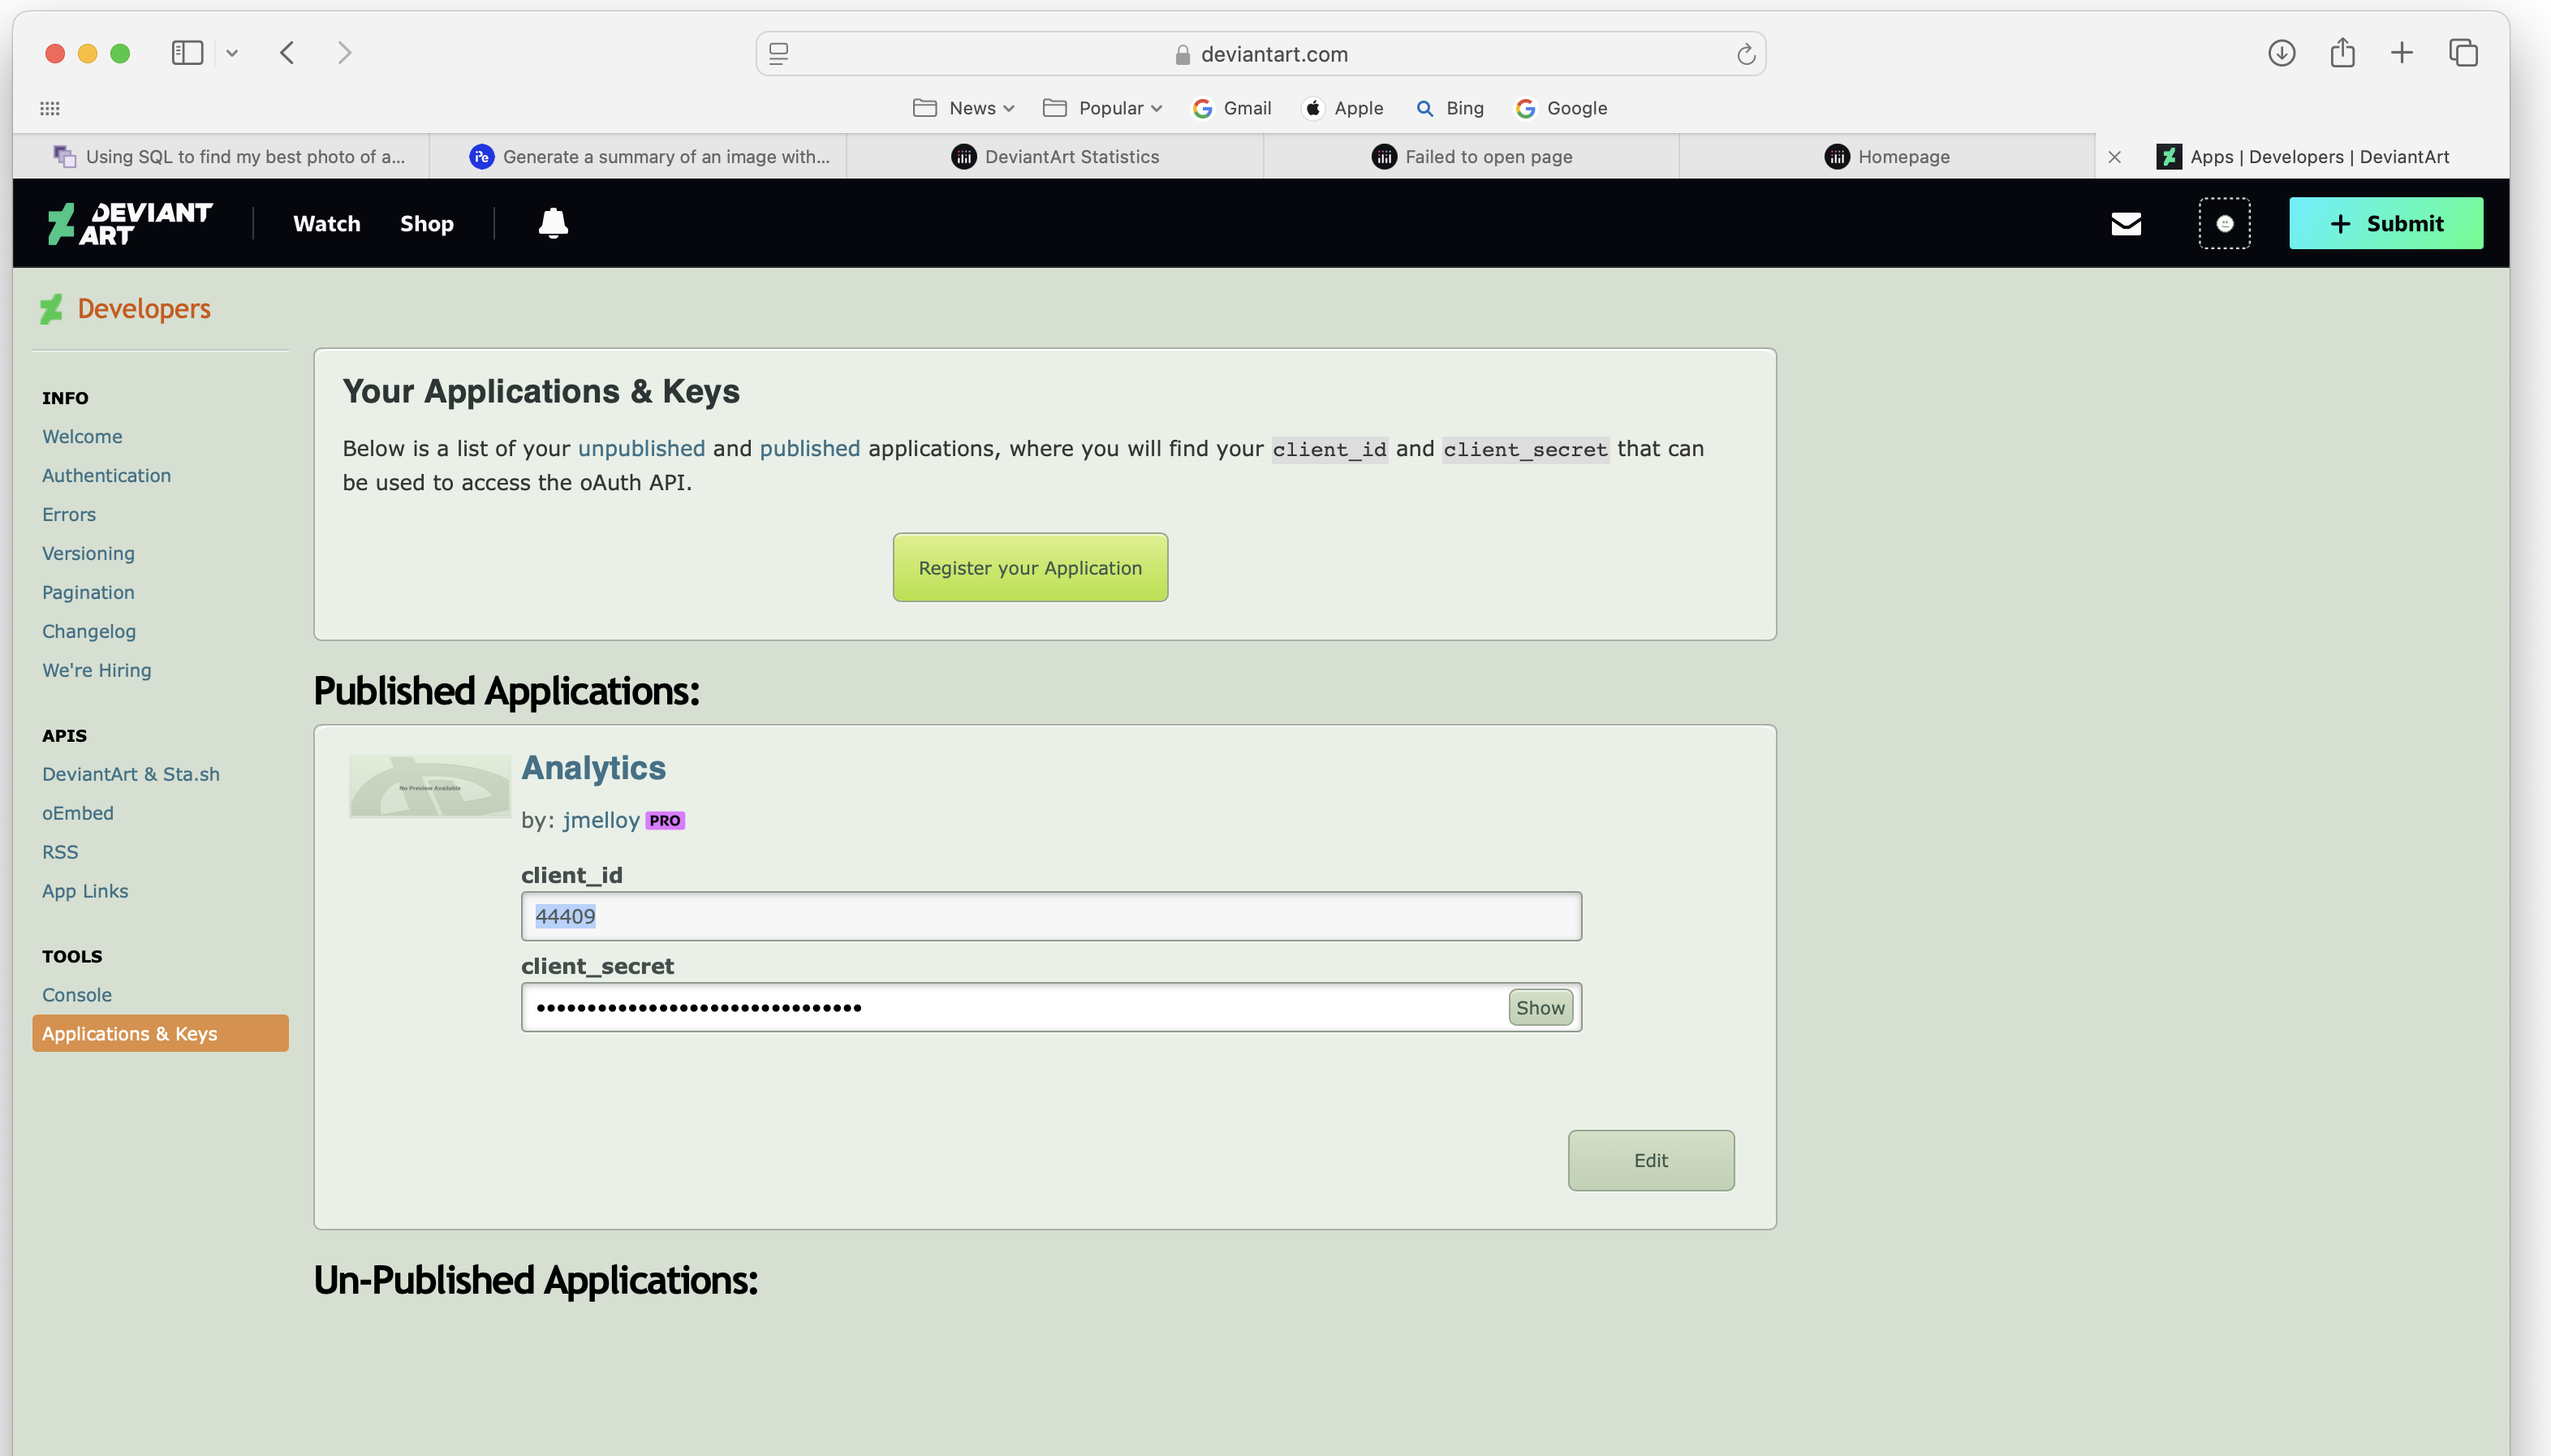 deviantart.com
News
Popular
Gmail
Apple
Bing
Google
Using SQL to find my best photo of a...
Generate a summary of an image with...
DeviantArt Statistics
Failed to open page
Homepage
Apps | Developers | DeviantArt
DEVIANT
ART
Watch
Shop
+ Submit
Developers
INFO
Welcome
Authentication
Errors
Versioning
Pagination
Changelog
We're Hiring
APIS
DeviantArt & Sta.sh
oEmbed
RSS
App Links
TOOLS
Console
Applications & Keys
Your Applications & Keys
Below is a list of your unpublished and published applications, where you will find your client_id and client_secret that can
be used to access the oAuth API.
Register your Application
Published Applications:
No Preview Available
Analytics
by: jmelloy PRO
client_id
44409
client_secret
••••••••••••••••••••••••••••••••
Show
Edit
Un-Published Applications: